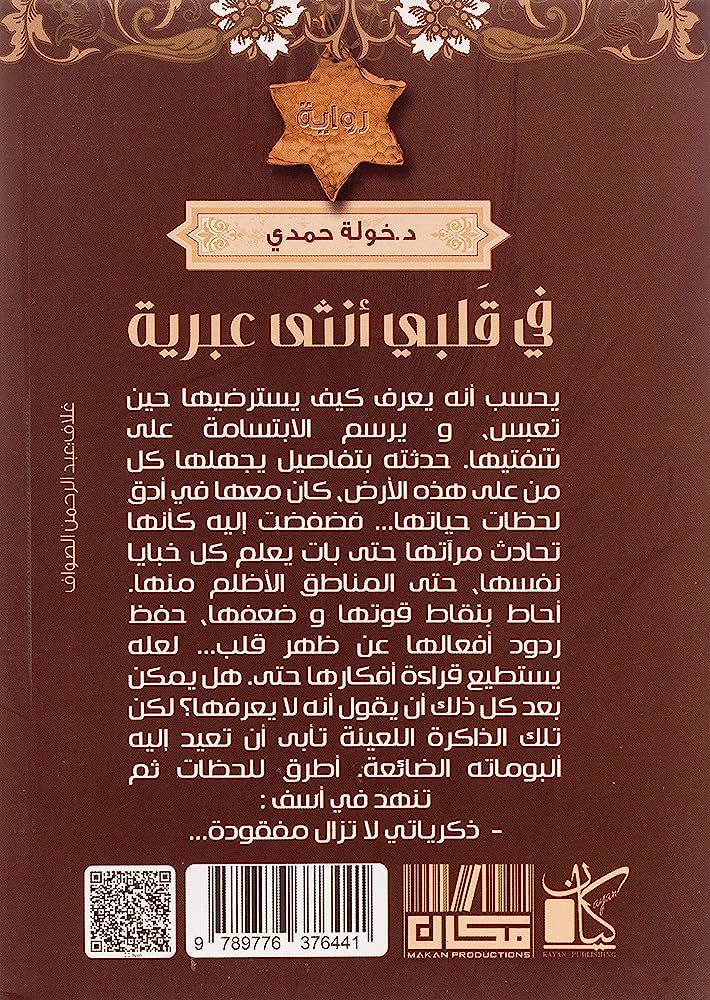 رواية
د.خولة حمدي
في قَلبي أنثى عبرية
يحسب أنه يعرف كيف يسترضيها حين
تعبس، و يرسم الابتسامة على
شفتيها. حدثته بتفاصيل يجهلها كل
من على هذه الأرض، كان معها في أدق
لحظات حياتها... فضفضت إليه كأنها
تحادث مرآتها حتى بات يعلم كل خبايا
نفسها، حتى المناطق الأظلم منها.
أحاط بنقاط قوتها و ضعفها، حفظ
ردود أفعالها عن ظهر قلب... لعله
يستطيع قراءة أفكارها حتى. هل يمكن
بعد كل ذلك أن يقول أنه لا يعرفها؟ لكن
تلك الذاكرة اللعينة تأبى أن تعيد إليه
ألبوماته الضائعة. أطرق للحظات ثم
تنهد في أسف :
- ذكرياتي لا تزال مفقودة...
غلاف:عبد الرحمن الصواف
9 789776 376441
مكان
MAKAN PRODUCTIONS
كيان
Kayan
KAYAN PUBLISHING